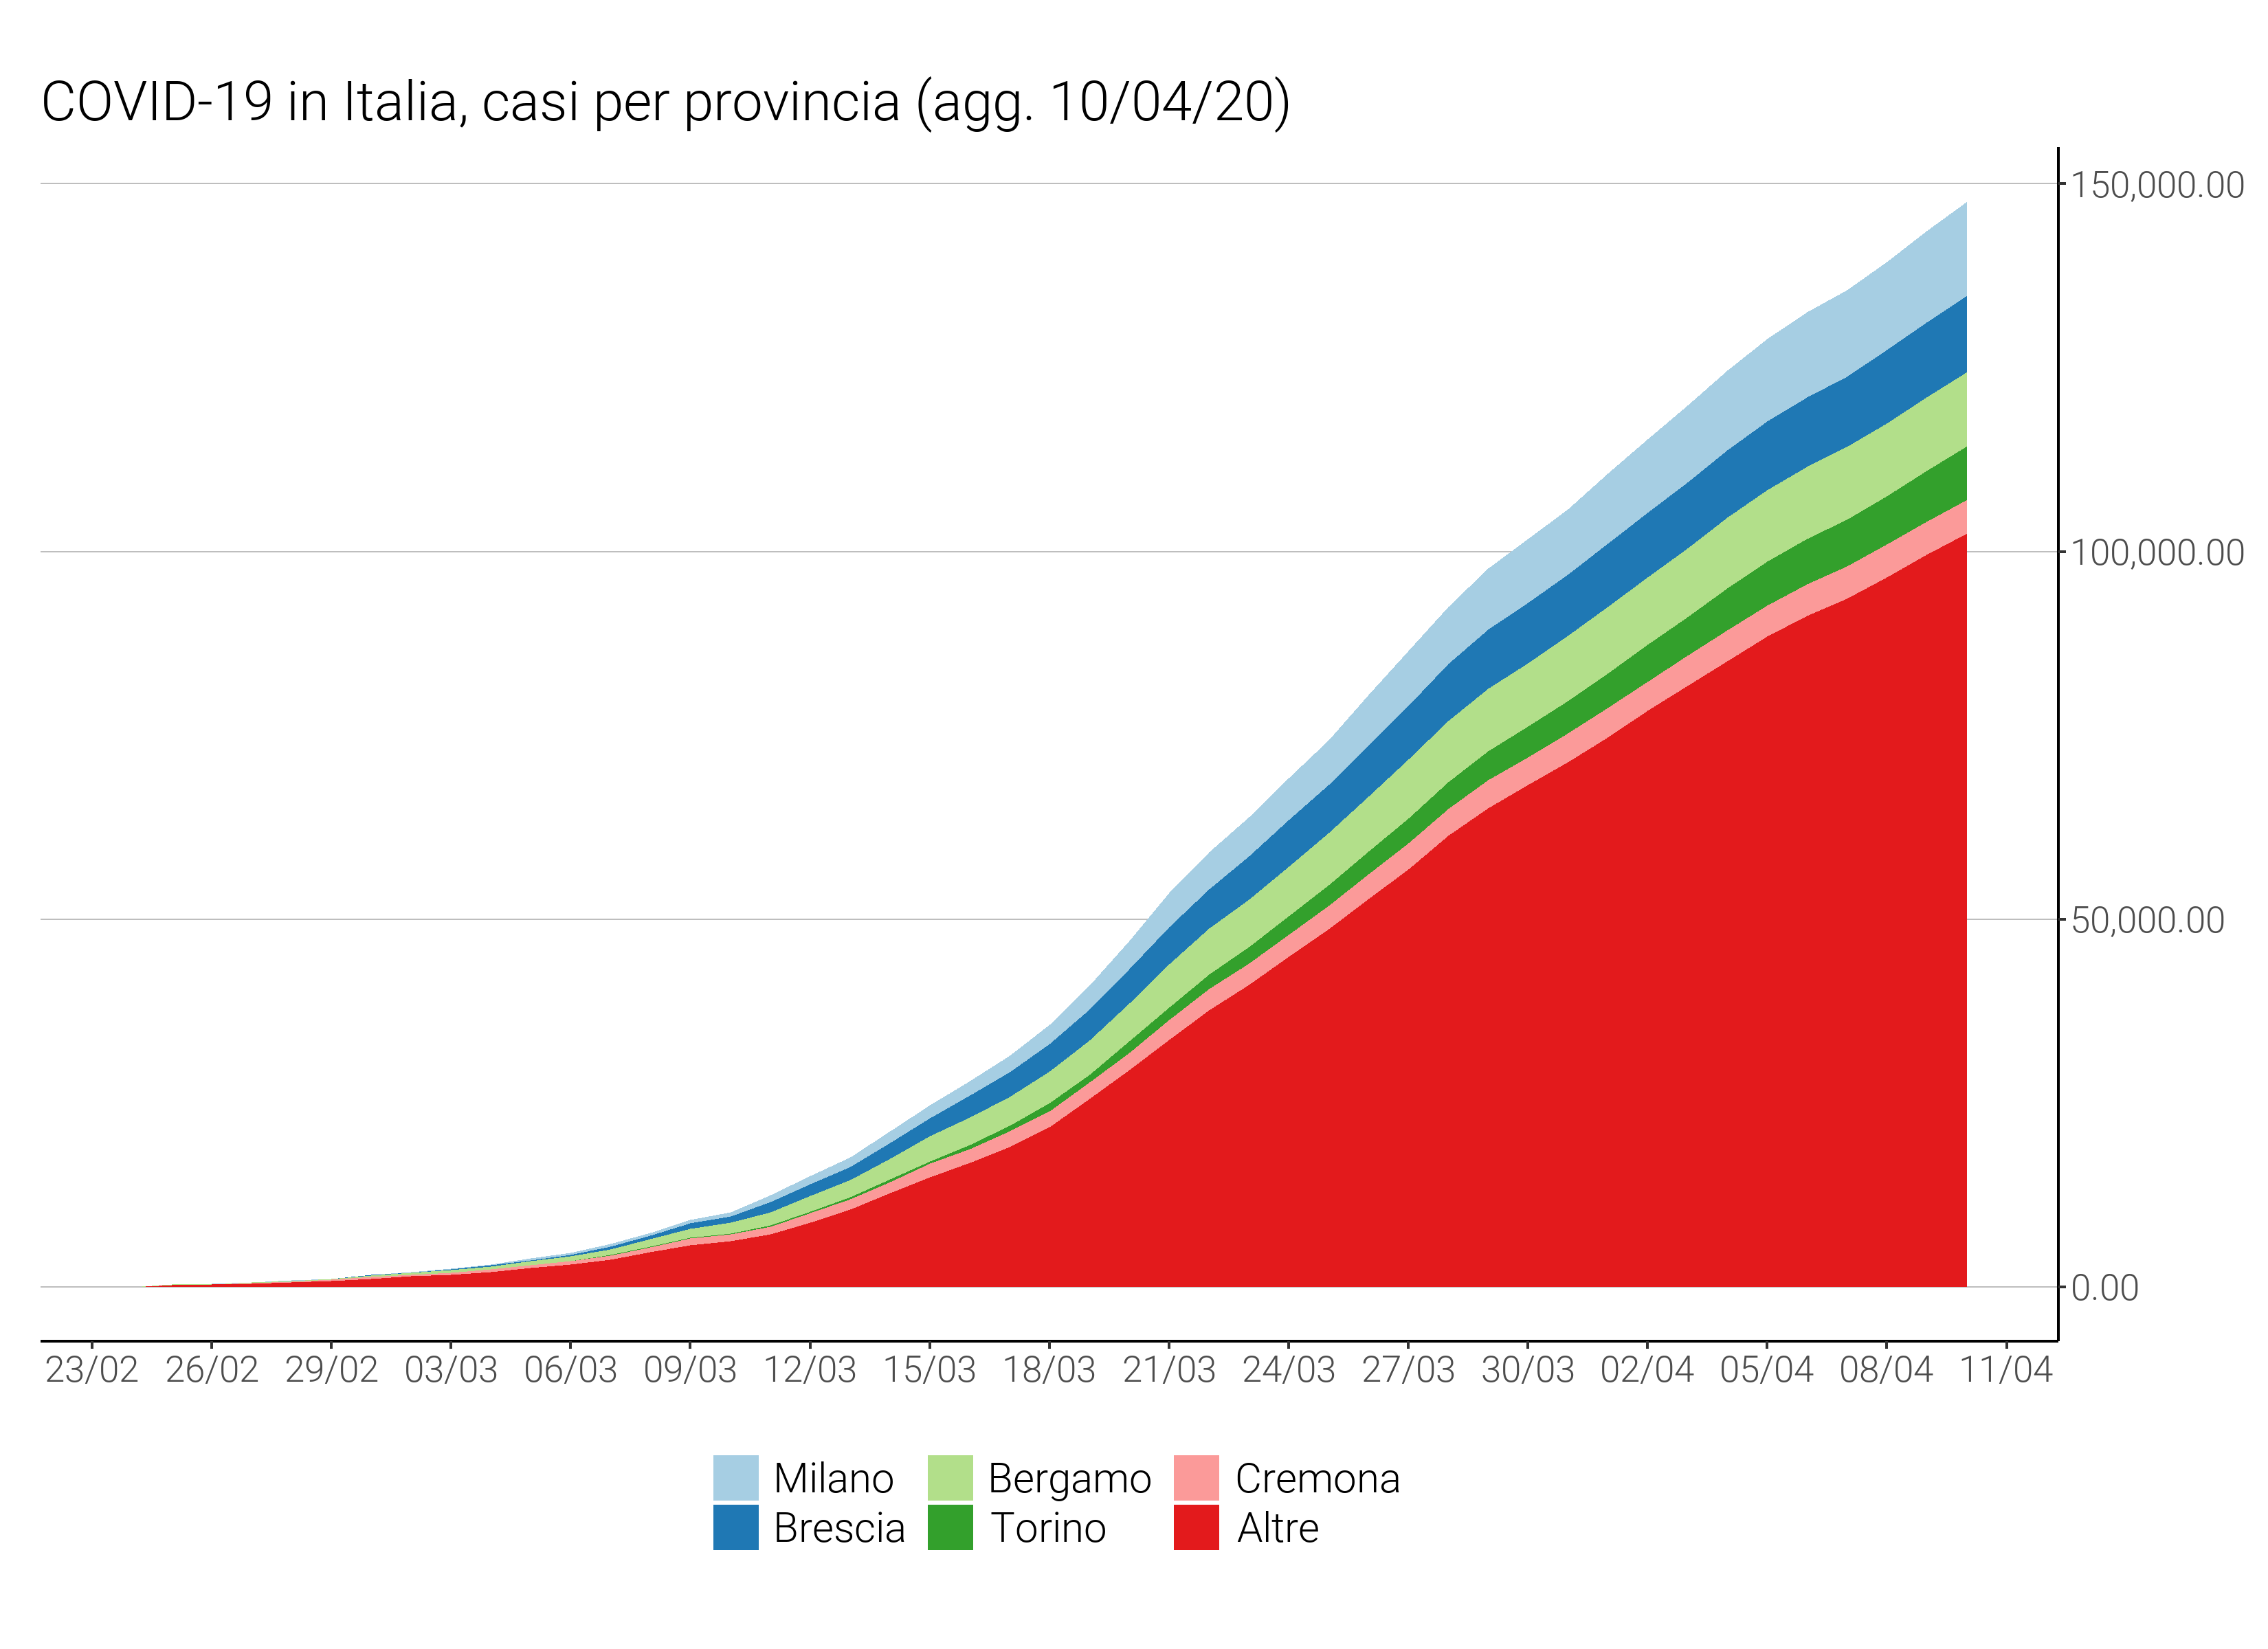 COVID-19 in Italia, casi per provincia (agg. 10/04/20)
150,000.00
100,000.00
50,000.00
0.00
23/02 26/02 29/02 03/03 06/03 09/03 12/03 15/03 18/03 21/03 24/03 27/03 30/03 02/04 05/04 08/04 11/04
Milano Bergamo Cremona
Brescia Torino Altre